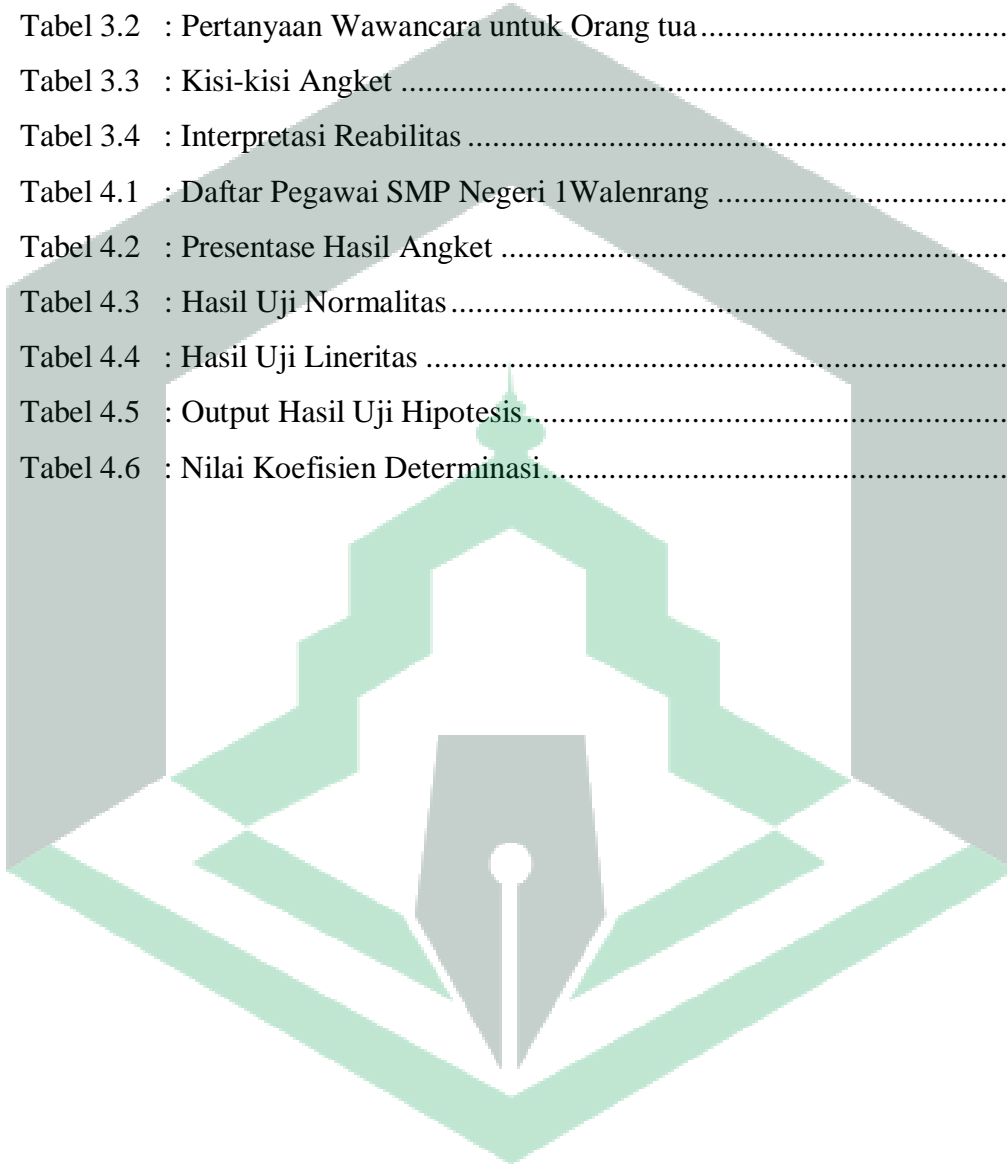 Tabel 3.2 : Pertanyaan Wawancara untuk Orang tua......................................
Tabel 3.3 : Kisi-kisi Angket ..........................................................................
Tabel 3.4 : Interpretasi Reabilitas ..................................................................
Tabel 4.1 : Daftar Pegawai SMP Negeri 1Walenrang ...................................
Tabel 4.2 : Presentase Hasil Angket ..............................................................
Tabel 4.3 : Hasil Uji Normalitas.....................................................................
Tabel 4.4 : Hasil Uji Lineritas .......................................................................
Tabel 4.5 : Output Hasil Uji Hipotesis...........................................................
Tabel 4.6 : Nilai Koefisien Determinasi.........................................................